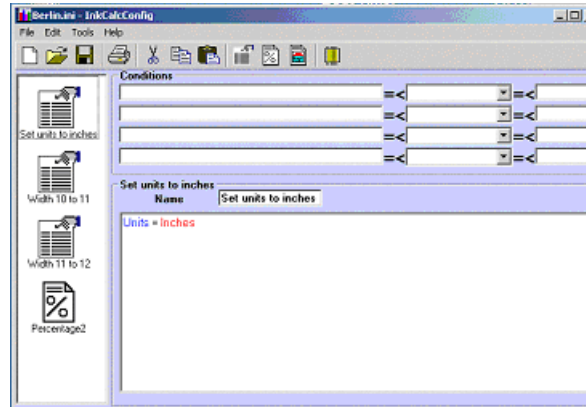 Berlin.ini - InkCalcConfig
File Edit Tools Help
Conditions
=< =<
=< =<
=< =<
=< =<
Set units to inches
Width 10 to 11
Width 11 to 12
Percentage2
Set units to inches
Name Set units to inches
Units = Inches